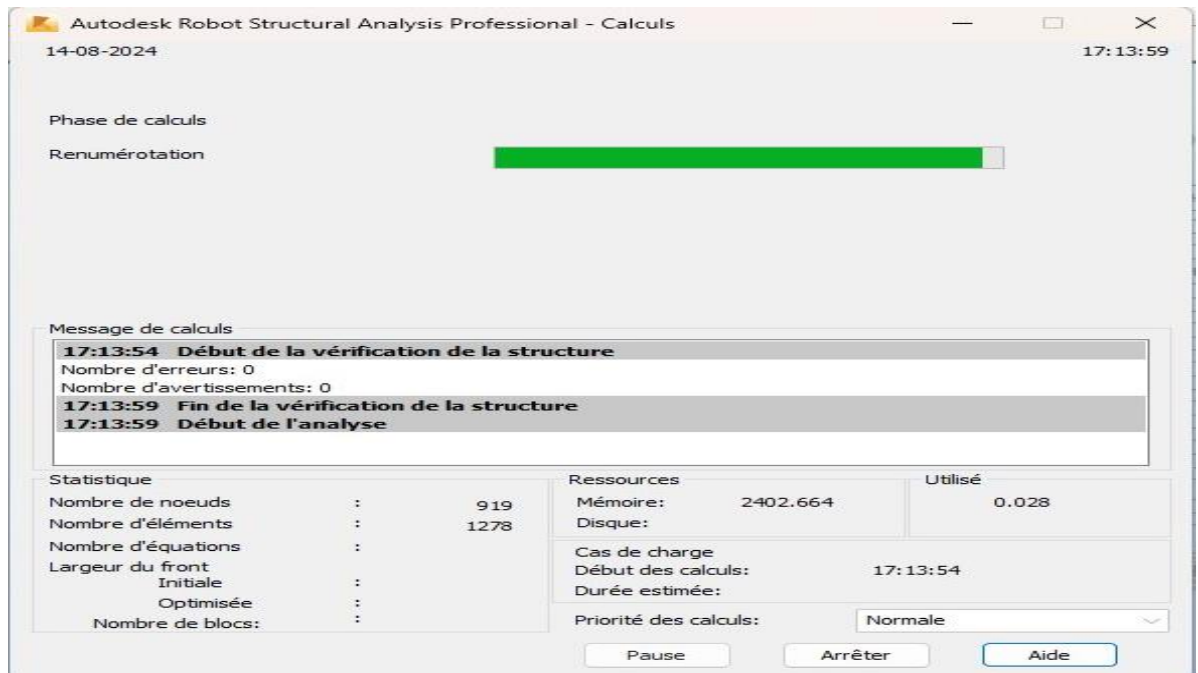 Autodesk Robot Structural Analysis Professional - Calculs
14-08-2024 17:13:59
Phase de calculs
Renumérotation
Message de calculs
17:13:54 Début de la vérification de la structure
Nombre d'erreurs: 0
Nombre d'avertissements: 0
17:13:59 Fin de la vérification de la structure
17:13:59 Début de l'analyse
Statistique
Nombre de noeuds : 919
Nombre d'éléments : 1278
Nombre d'équations :
Largeur du front
Initiale :
Optimisée :
Nombre de blocs: :
Ressources
Mémoire: 2402.664
Disque:
Utilisé
0.028
Cas de charge
Début des calculs: 17:13:54
Durée estimée:
Priorité des calculs: Normale
Pause Arrêter Aide